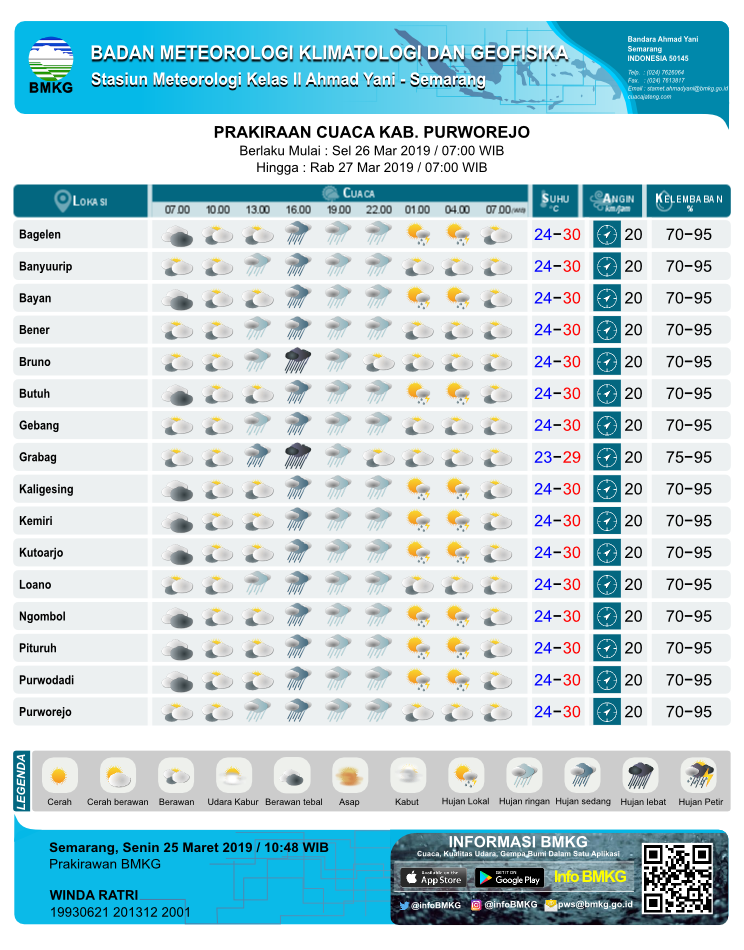 BMKG
BADAN METEOROLOGI KLIMATOLOGI DAN GEOFISIKA
Stasiun Meteorologi Kelas II Ahmad Yani - Semarang
Bandara Ahmad Yani
Semarang
INDONESIA 50145
Telp. : (024) 7626064
Fax. : (024) 7613817
Email : stamet.ahmadyani@bmkg.go.id
cuacajateng.com
PRAKIRAAN CUACA KAB. PURWOREJO
Berlaku Mulai : Sel 26 Mar 2019 / 07:00 WIB
Hingga : Rab 27 Mar 2019 / 07:00 WIB
LOKASI CUACA SUHU °C ANGIN km/jam KELEMBABAN %
07.00 10.00 13.00 16.00 19.00 22.00 01.00 04.00 07.00 (WIB)
Bagelen 24-30 20 70-95
Banyuurip 24-30 20 70-95
Bayan 24-30 20 70-95
Bener 24-30 20 70-95
Bruno 24-30 20 70-95
Butuh 24-30 20 70-95
Gebang 24-30 20 70-95
Grabag 23-29 20 75-95
Kaligesing 24-30 20 70-95
Kemiri 24-30 20 70-95
Kutoarjo 24-30 20 70-95
Loano 24-30 20 70-95
Ngombol 24-30 20 70-95
Pituruh 24-30 20 70-95
Purwodadi 24-30 20 70-95
Purworejo 24-30 20 70-95
LEGENDA
Cerah Cerah berawan Berawan Udara Kabur Berawan tebal Asap Kabut Hujan Lokal Hujan ringan Hujan sedang Hujan lebat Hujan Petir
Semarang, Senin 25 Maret 2019 / 10:48 WIB
Prakirawan BMKG
WINDA RATRI
19930621 201312 2001
INFORMASI BMKG
Cuaca, Kualitas Udara, Gempa Bumi Dalam Satu Aplikasi
Available on the App Store
GET IT ON Google Play
Info BMKG
@infoBMKG @infoBMKG pws@bmkg.go.id